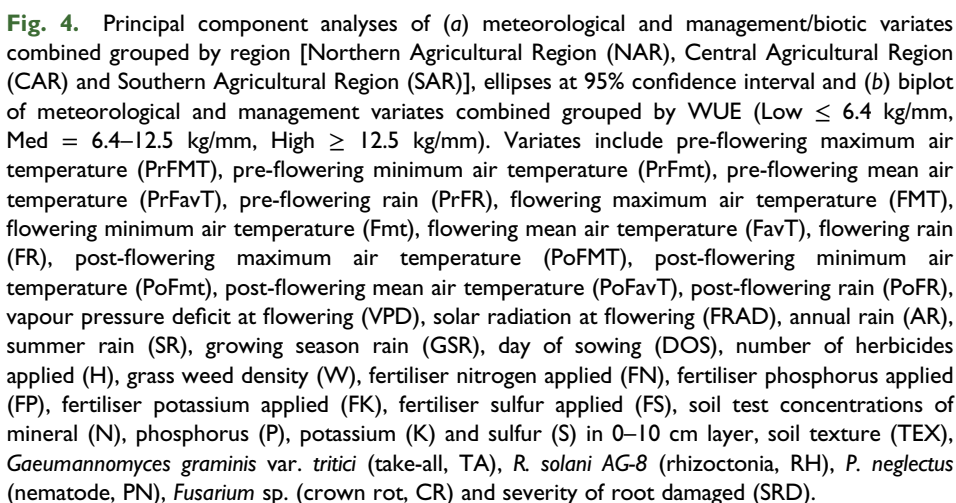 Fig. 4. Principal component analyses of (a) meteorological and management/biotic variates
combined grouped by region [Northern Agricultural Region (NAR), Central Agricultural Region
(CAR) and Southern Agricultural Region (SAR)], ellipses at 95% confidence interval and (b) biplot
of meteorological and management variates combined grouped by WUE (Low ≤ 6.4 kg/mm,
Med = 6.4–12.5 kg/mm, High ≥ 12.5 kg/mm). Variates include pre-flowering maximum air
temperature (PrFMT), pre-flowering minimum air temperature (PrFmt), pre-flowering mean air
temperature (PrFavT), pre-flowering rain (PrFR), flowering maximum air temperature (FMT),
flowering minimum air temperature (Fmt), flowering mean air temperature (FavT), flowering rain
(FR), post-flowering maximum air temperature (PoFMT), post-flowering minimum air
temperature (PoFmt), post-flowering mean air temperature (PoFavT), post-flowering rain (PoFR),
vapour pressure deficit at flowering (VPD), solar radiation at flowering (FRAD), annual rain (AR),
summer rain (SR), growing season rain (GSR), day of sowing (DOS), number of herbicides
applied (H), grass weed density (W), fertiliser nitrogen applied (FN), fertiliser phosphorus applied
(FP), fertiliser potassium applied (FK), fertiliser sulfur applied (FS), soil test concentrations of
mineral (N), phosphorus (P), potassium (K) and sulfur (S) in 0–10 cm layer, soil texture (TEX),
Gaeumannomyces graminis var. tritici (take-all, TA), R. solani AG-8 (rhizoctonia, RH), P. neglectus
(nematode, PN), Fusarium sp. (crown rot, CR) and severity of root damaged (SRD).